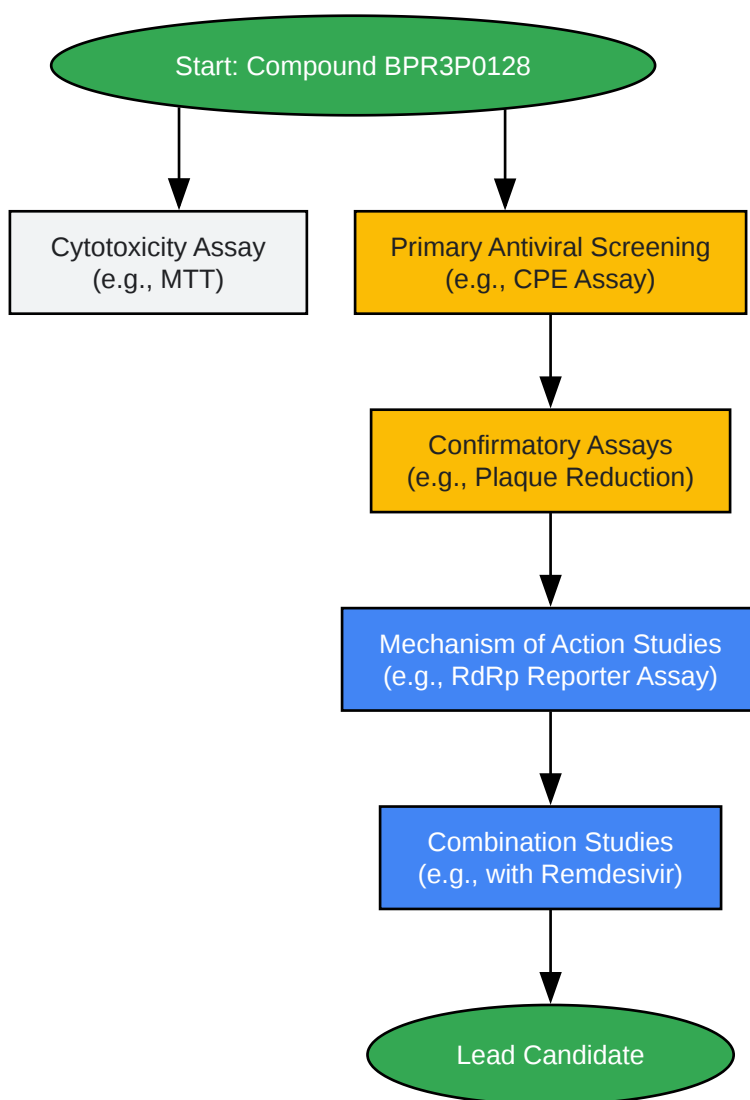 Start: Compound BPR3P0128
Cytotoxicity Assay
(e.g., MTT)
Primary Antiviral Screening
(e.g., CPE Assay)
Confirmatory Assays
(e.g., Plaque Reduction)
Mechanism of Action Studies
(e.g., RdRp Reporter Assay)
Combination Studies
(e.g., with Remdesivir)
Lead Candidate